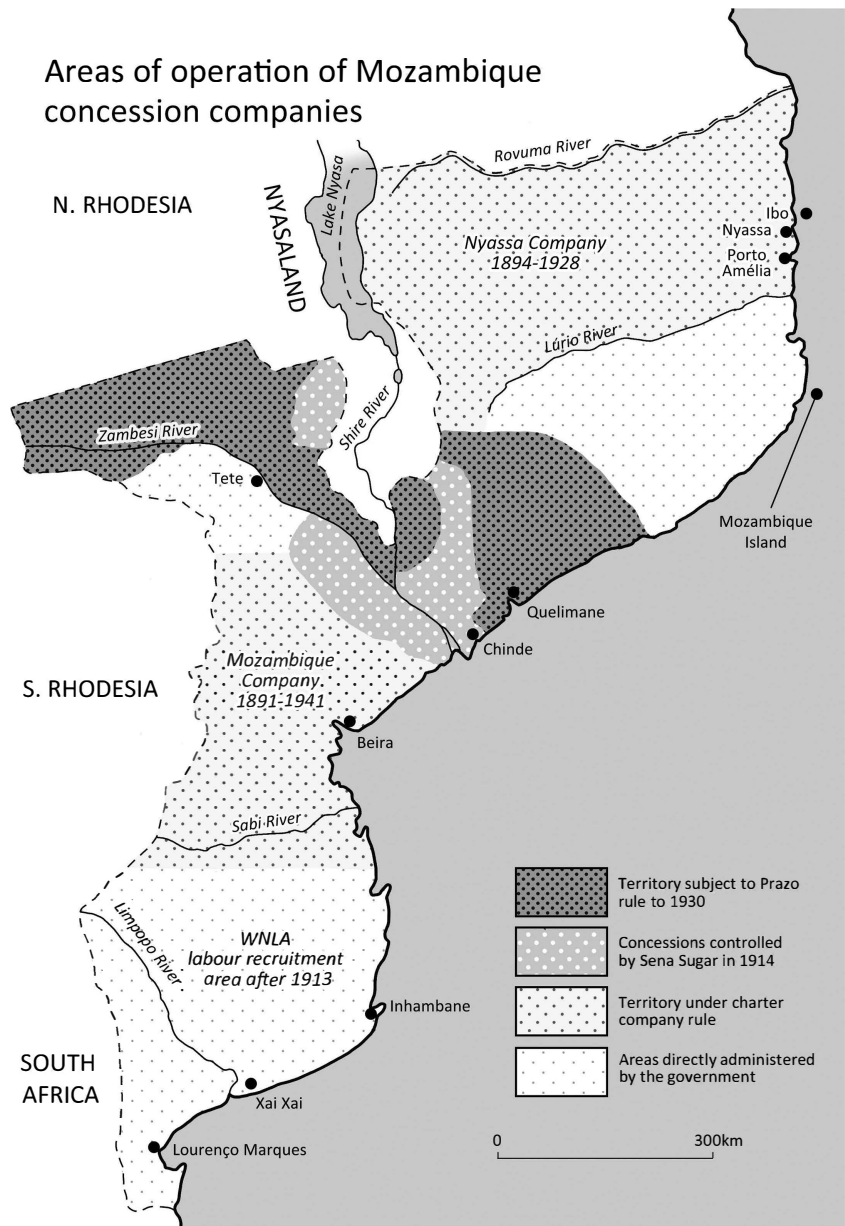 Areas of operation of Mozambique
concession companies
Rovuma River
Lake Nyasa
N. RHODESIA
NYASALAND
Ibo
Nyassa
Porto
Amélia
Nyassa Company
1894-1928
Lúrio River
Shire River
Zambesi River
Tete
Mozambique
Island
Quelimane
Chinde
Mozambique
Company
1891-1941
S. RHODESIA
Beira
Sabi River
Limpopo River
WNLA
labour recruitment
area after 1913
Inhambane
SOUTH
AFRICA
Xai Xai
Lourenço Marques
Territory subject to Prazo
rule to 1930
Concessions controlled
by Sena Sugar in 1914
Territory under charter
company rule
Areas directly administered
by the government
0
300km